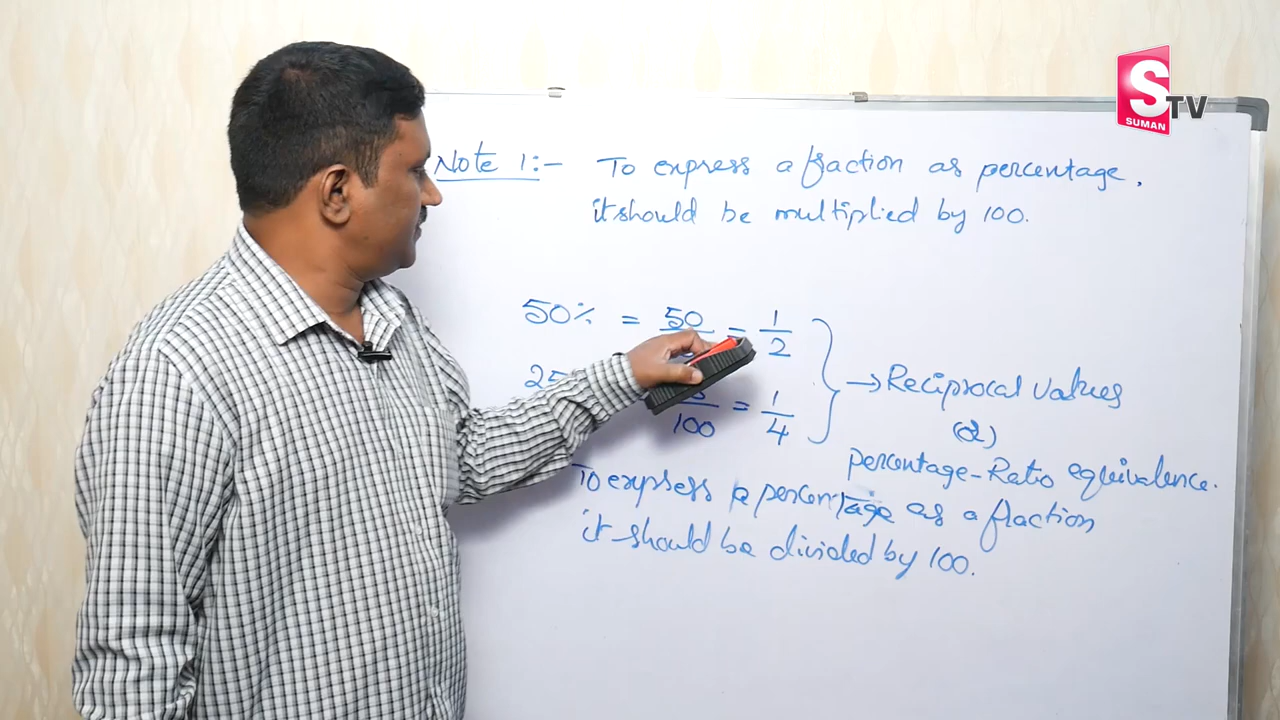 S
TV
SUMAN
Note 1:- To express a fraction as percentage,
it should be multiplied by 100.
50% = 50 = 1/2
25
100 = 1/4
→ Reciprocal values
(or)
percentage-Ratio equivalence.
To express a percentage as a fraction
it should be divided by 100.